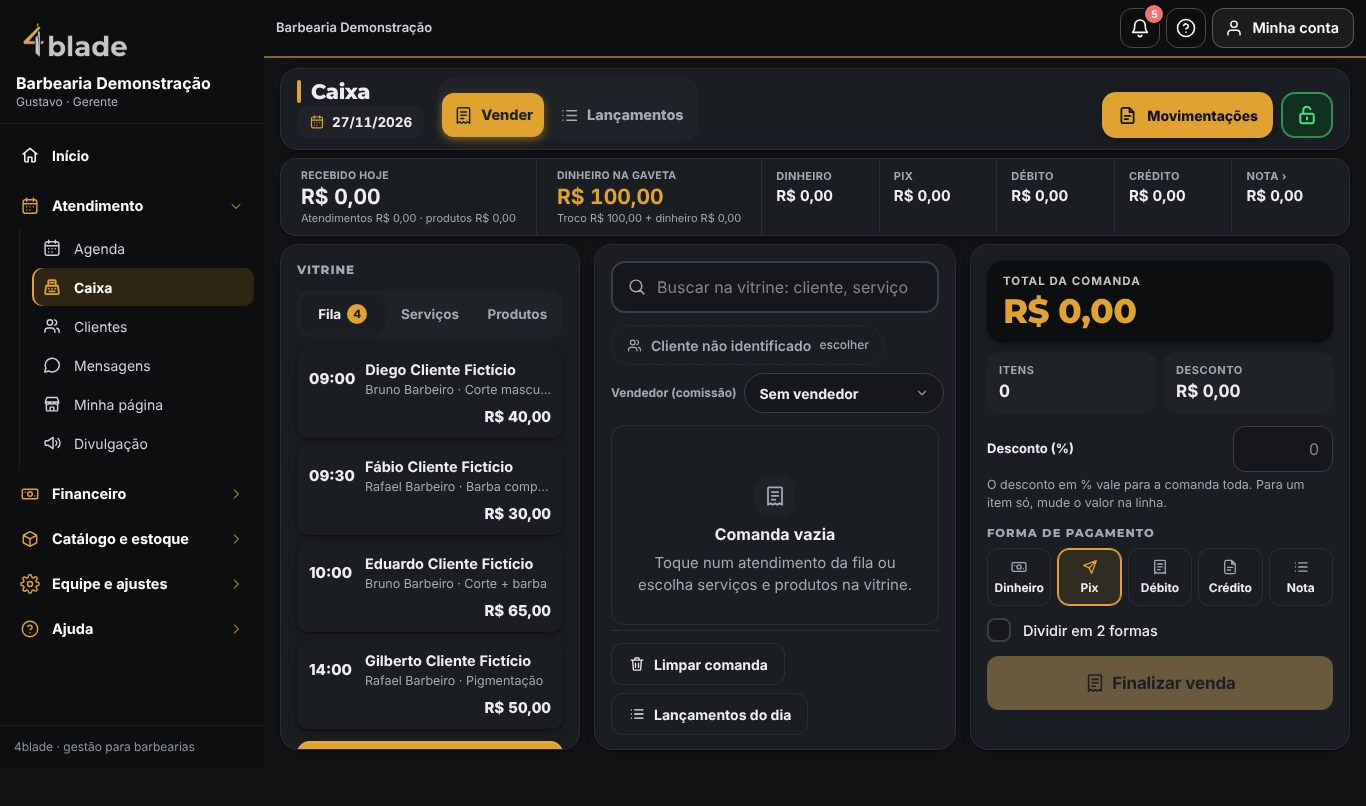 4blade
Barbearia Demonstração
Gustavo · Gerente
Início
Atendimento
Agenda
Caixa
Clientes
Mensagens
Minha página
Divulgação
Financeiro
Catálogo e estoque
Equipe e ajustes
Ajuda
4blade · gestão para barbearias
Barbearia Demonstração
5
Minha conta
Caixa
27/11/2026
Vender
Lançamentos
Movimentações
RECEBIDO HOJE
R$ 0,00
Atendimentos R$ 0,00 · produtos R$ 0,00
DINHEIRO NA GAVETA
R$ 100,00
Troco R$ 100,00 + dinheiro R$ 0,00
DINHEIRO
R$ 0,00
PIX
R$ 0,00
DÉBITO
R$ 0,00
CRÉDITO
R$ 0,00
NOTA ›
R$ 0,00
VITRINE
Fila 4
Serviços
Produtos
09:00
Diego Cliente Fictício
Bruno Barbeiro · Corte mascu...
R$ 40,00
09:30
Fábio Cliente Fictício
Rafael Barbeiro · Barba comp...
R$ 30,00
10:00
Eduardo Cliente Fictício
Bruno Barbeiro · Corte + barba
R$ 65,00
14:00
Gilberto Cliente Fictício
Rafael Barbeiro · Pigmentação
R$ 50,00
Buscar na vitrine: cliente, serviço
Cliente não identificado escolher
Vendedor (comissão)
Sem vendedor
Comanda vazia
Toque num atendimento da fila ou
escolha serviços e produtos na vitrine.
Limpar comanda
Lançamentos do dia
TOTAL DA COMANDA
R$ 0,00
ITENS
0
DESCONTO
R$ 0,00
Desconto (%)
0
O desconto em % vale para a comanda toda. Para um
item só, mude o valor na linha.
FORMA DE PAGAMENTO
Dinheiro
Pix
Débito
Crédito
Nota
Dividir em 2 formas
Finalizar venda